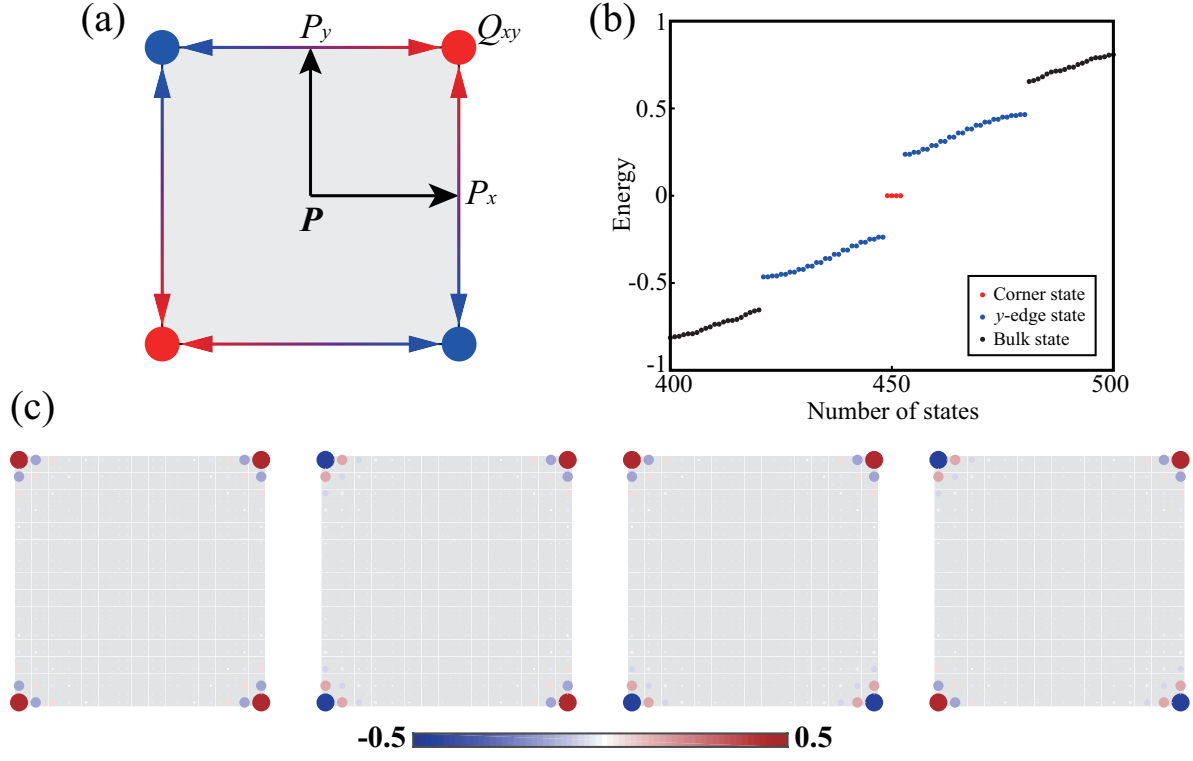 (a)
P_y
Q_xy
P_x
P
(b)
1
0.5
0
-0.5
-1
Energy
400
450
500
Number of states
Corner state
y-edge state
Bulk state
(c)
-0.5
0.5